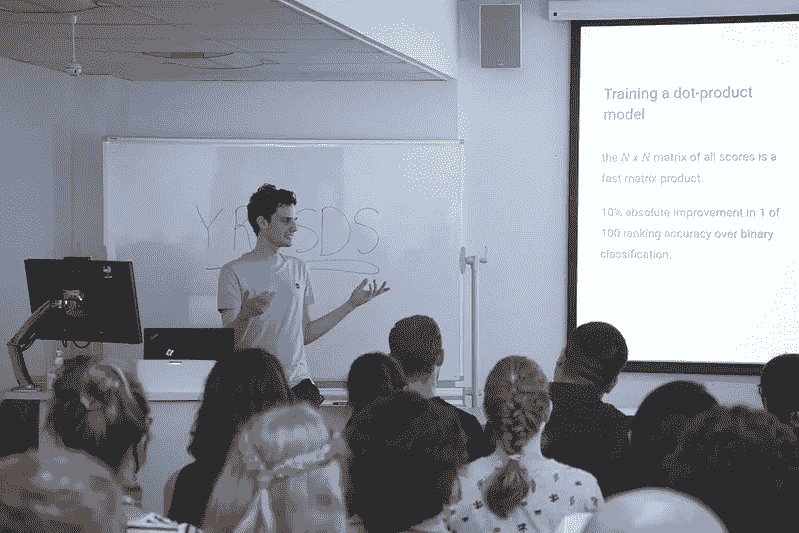 Training a dot-product
model
the N x N matrix of all scores is a
fast matrix product.
10% absolute improvement in 1 of
100 ranking accuracy over binary
classification.